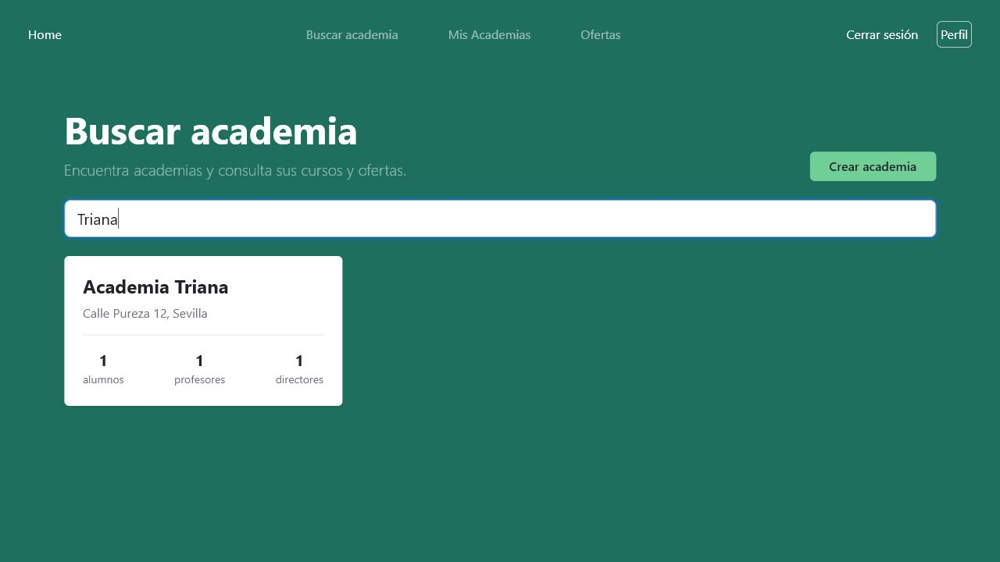 Home
Buscar academia
Mis Academias
Ofertas
Cerrar sesión
Perfil
Buscar academia
Encuentra academias y consulta sus cursos y ofertas.
Crear academia
Triana
Academia Triana
Calle Pureza 12, Sevilla
1 1 1
alumnos profesores directores